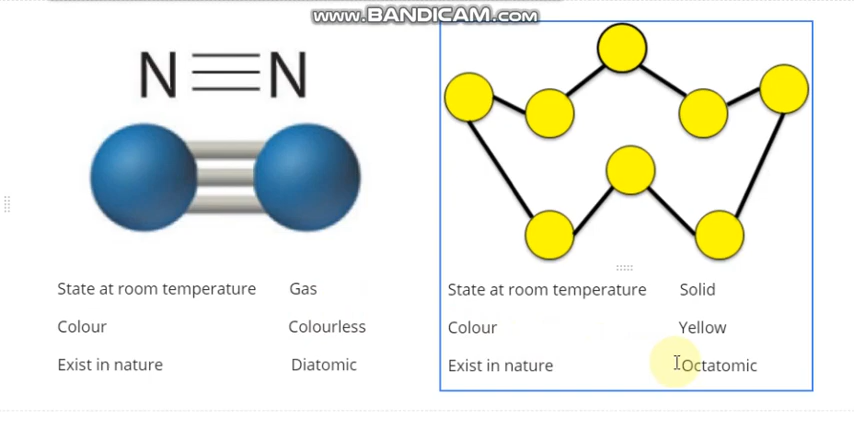 WWW.BANDICAM.COM
N≡N
State at room temperature Gas
Colour Colourless
Exist in nature Diatomic
State at room temperature Solid
Colour Yellow
Exist in nature Octatomic